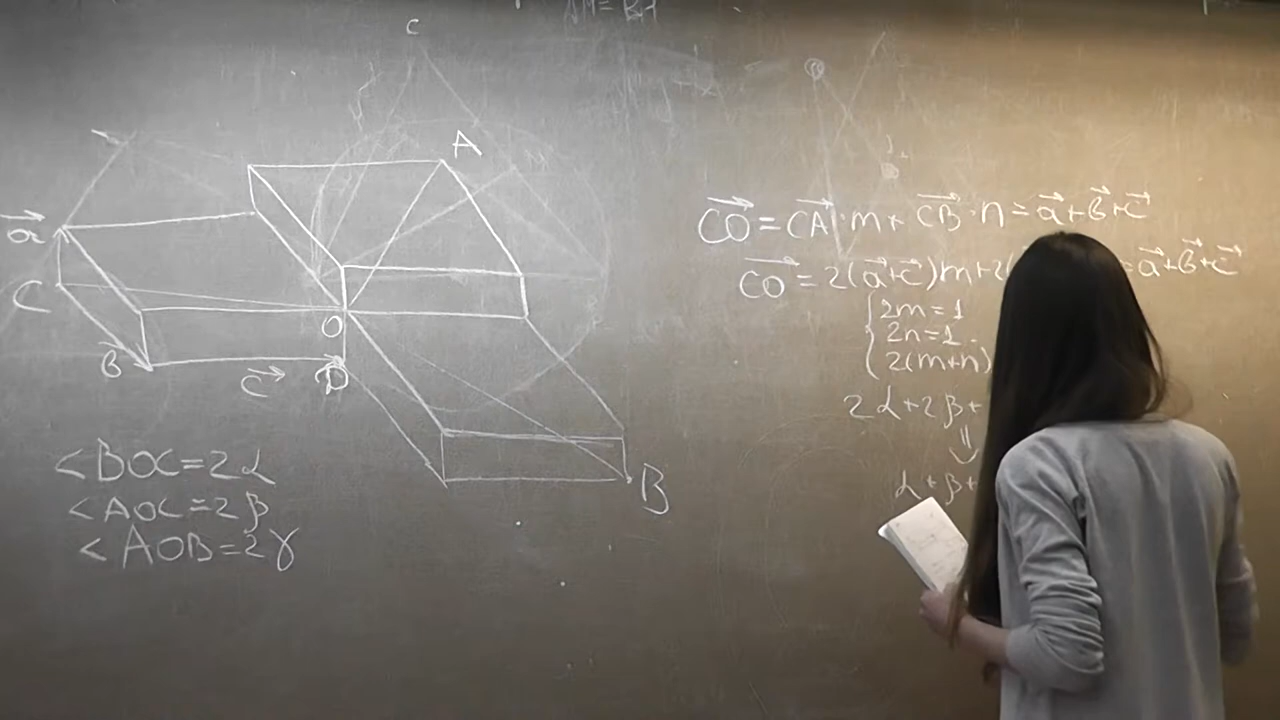 C
A
a
C
O
B
c
D
B
<BOC=2α
<AOC=2β
<AOB=2γ
CO=CA·m+CB·n=a+b+c
CO=2(a+c)m+2( =a+b+c
2m=1
2n=1
2(m+n)
2α+2β+
⇓
α+β+